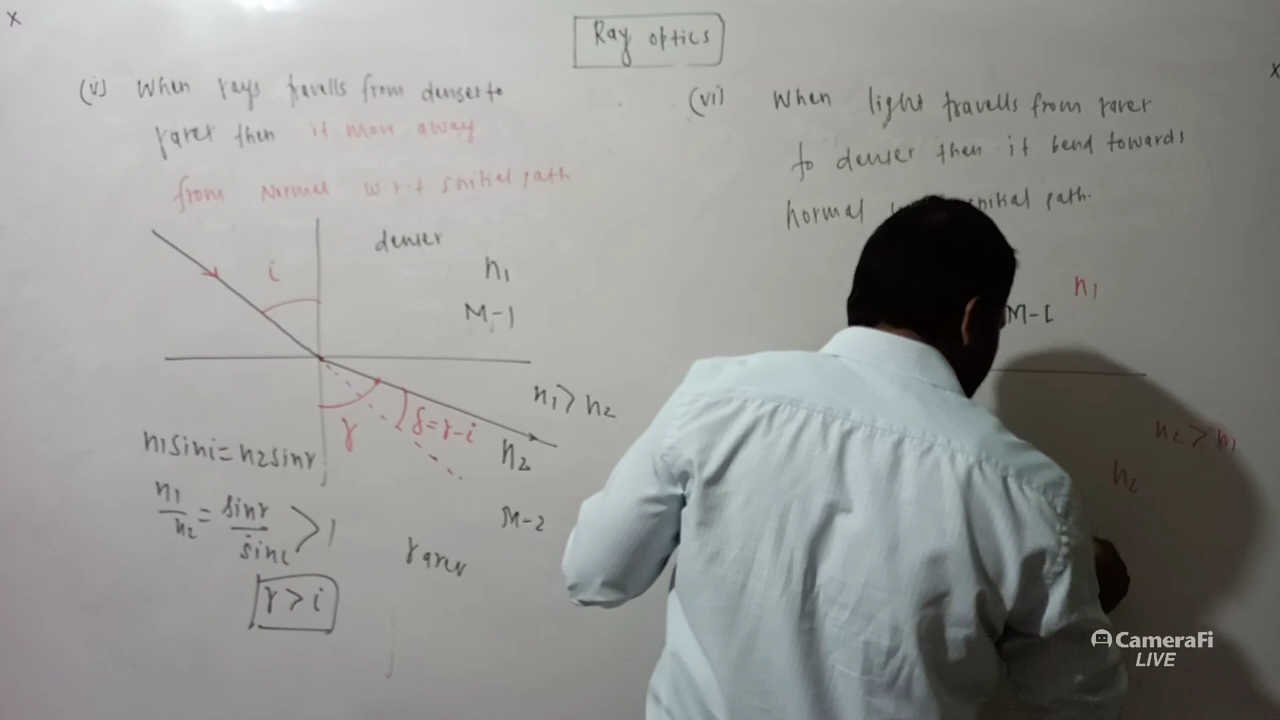 x
x
Ray optics
(v) When rays travells from denser to
rarer then it move away
from Normal w.r.t Initial path
denser
i
n1
M-1
n1 > n2
r
δ=r-i
n2
M-2
rarer
n1sini=n2sinr
n1/n2 = sinr/sini > 1
r > i
(vi) When light travells from rarer
to denser then it bend towards
normal initial path.
n1
M-1
n2 > n1
n2
CameraFi
LIVE